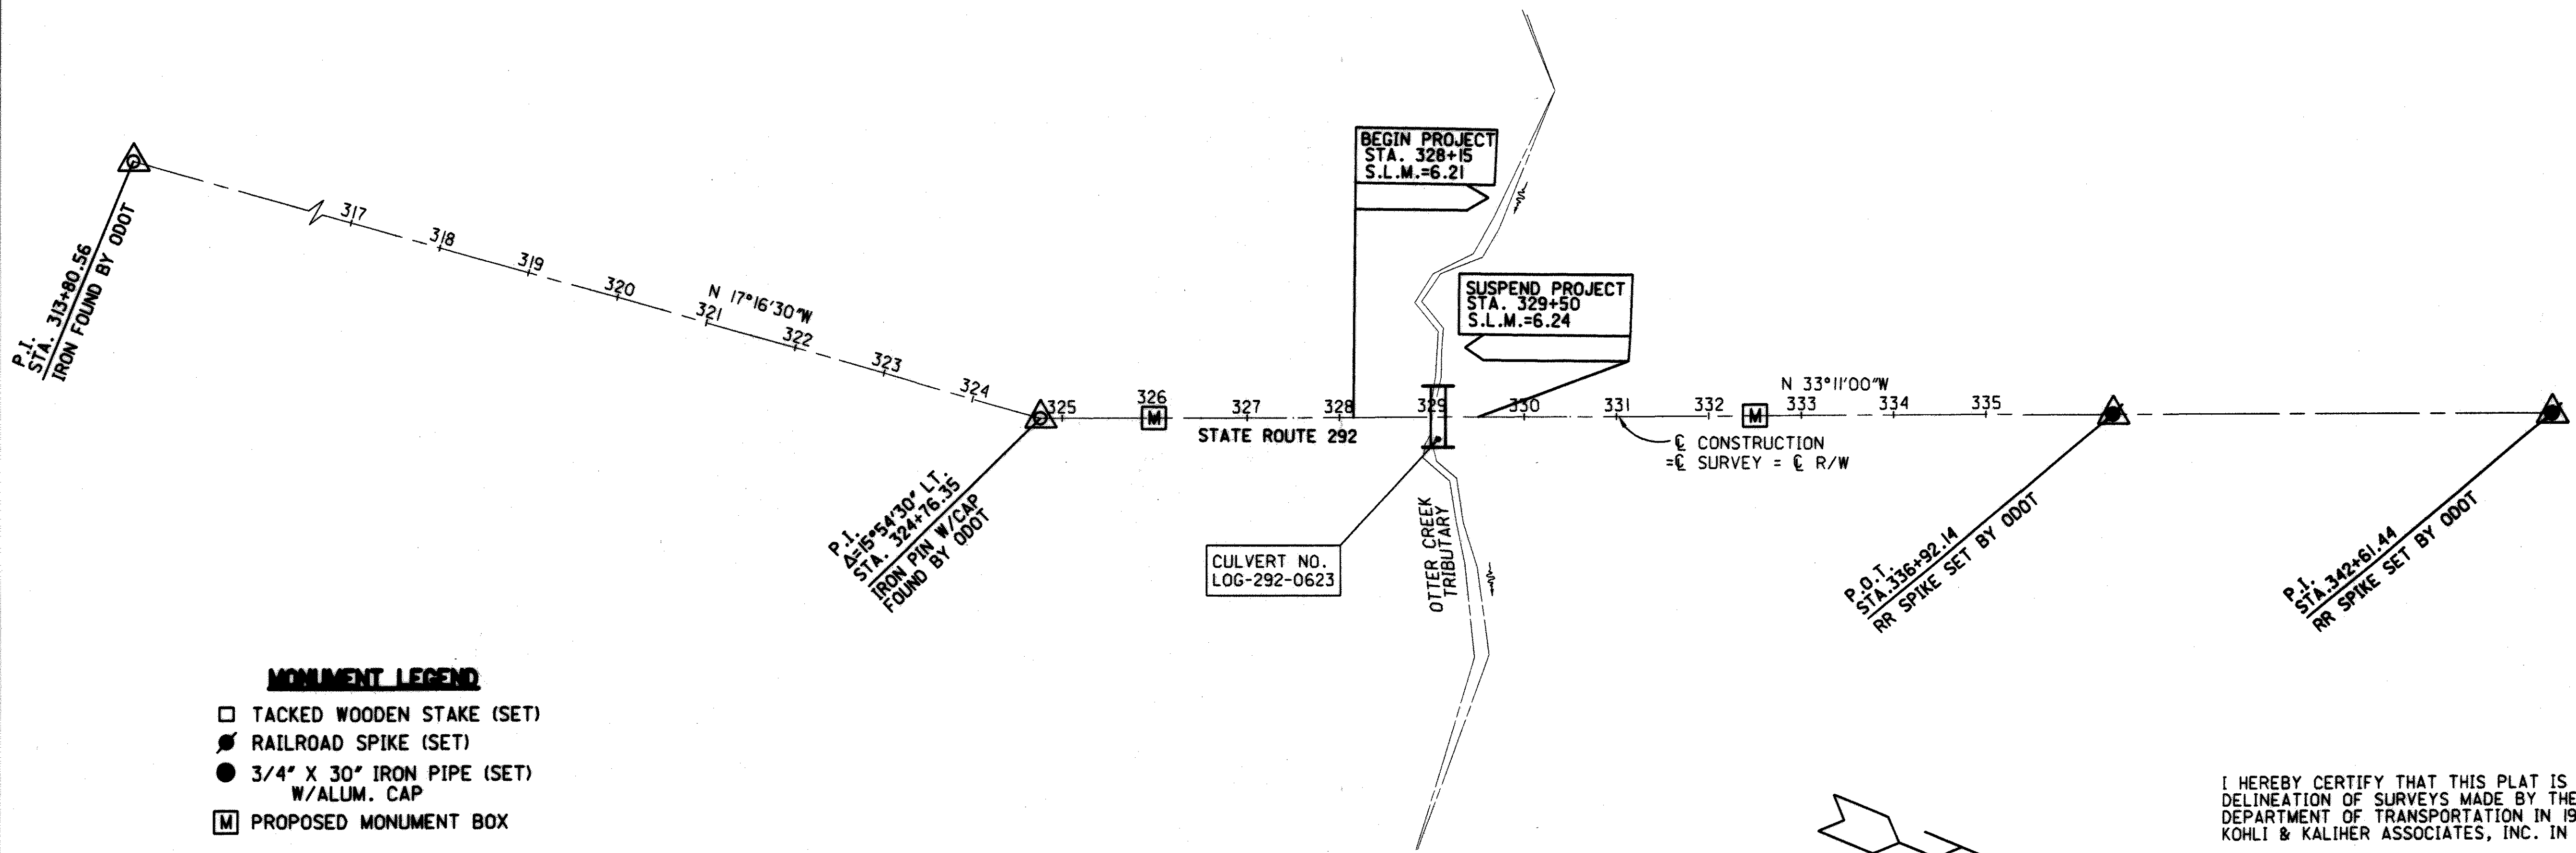 BEGIN PROJECT
STA. 328+15
S.L.M.=6.21
P.I.
STA. 313+80.56
IRON FOUND BY ODOT
317
318
319
320
N 17°16'30"W
321
322
323
324
SUSPEND PROJECT
STA. 329+50
S.L.M.=6.24
325
326
327
328
329
330
331
332
333
334
335
N 33°11'00"W
M
M
STATE ROUTE 292
℄ CONSTRUCTION
=℄ SURVEY = ℄ R/W
P.I.
Δ=15°54'30" LT.
STA. 324+76.35
IRON PIN W/CAP
FOUND BY ODOT
CULVERT NO.
LOG-292-0623
OTTER CREEK
TRIBUTARY
P.O.T.
STA.336+92.14
RR SPIKE SET BY ODOT
P.I.
STA.342+61.44
RR SPIKE SET BY ODOT
MONUMENT LEGEND
TACKED WOODEN STAKE (SET)
RAILROAD SPIKE (SET)
3/4" X 30" IRON PIPE (SET)
W/ALUM. CAP
M PROPOSED MONUMENT BOX
I HEREBY CERTIFY THAT THIS PLAT IS
DELINEATION OF SURVEYS MADE BY THE
DEPARTMENT OF TRANSPORTATION IN 19
KOHLI & KALIHER ASSOCIATES, INC. IN